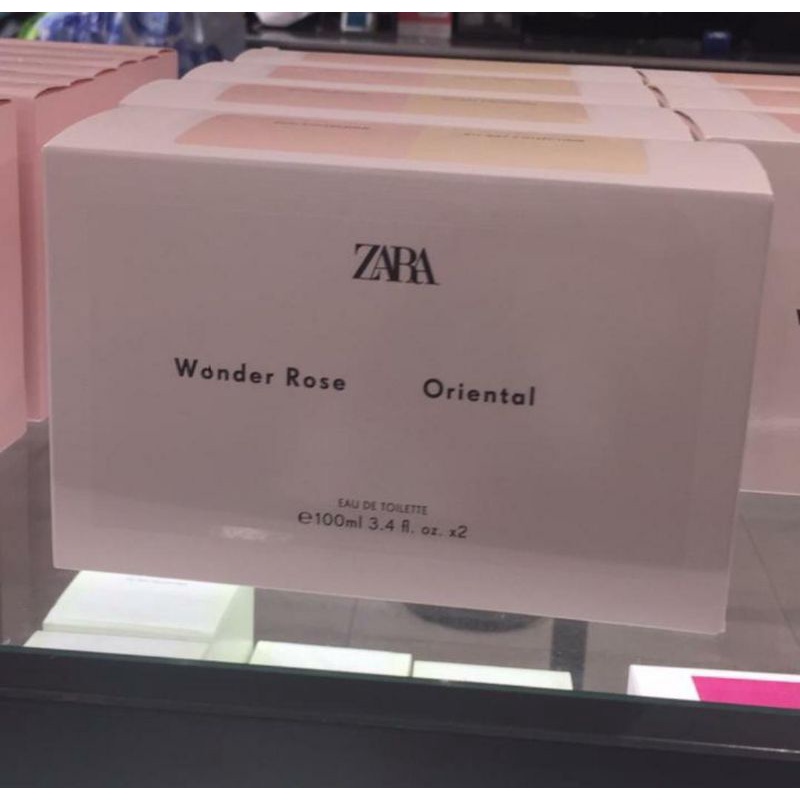 ZARA
Wonder Rose Oriental
EAU DE TOILETTE
℮100ml 3.4 fl. oz. x2